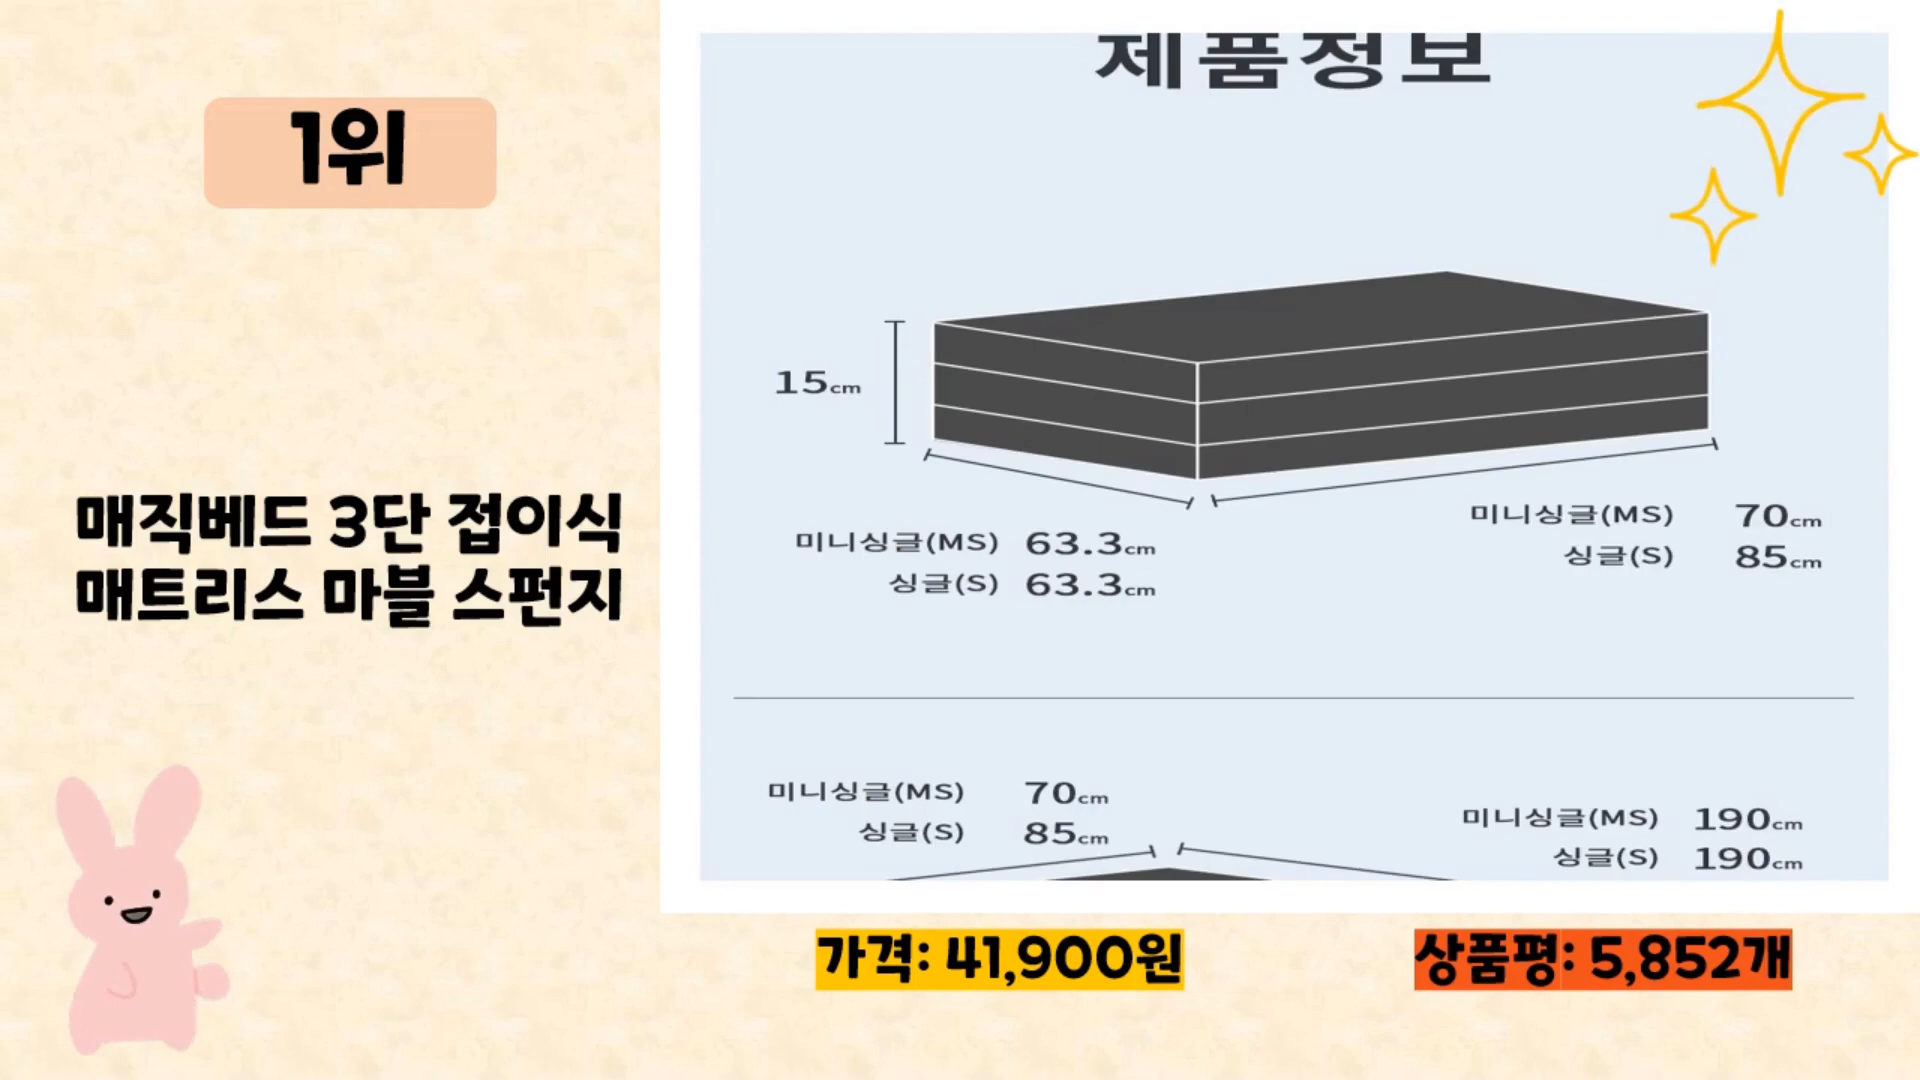 1위
매직베드 3단 접이식
매트리스 마블 스펀지
제품정보
15cm
미니싱글(MS) 63.3cm
싱글(S) 63.3cm
미니싱글(MS) 70cm
싱글(S) 85cm
미니싱글(MS) 70cm
싱글(S) 85cm
미니싱글(MS) 190cm
싱글(S) 190cm
가격: 41,900원
상품평: 5,852개